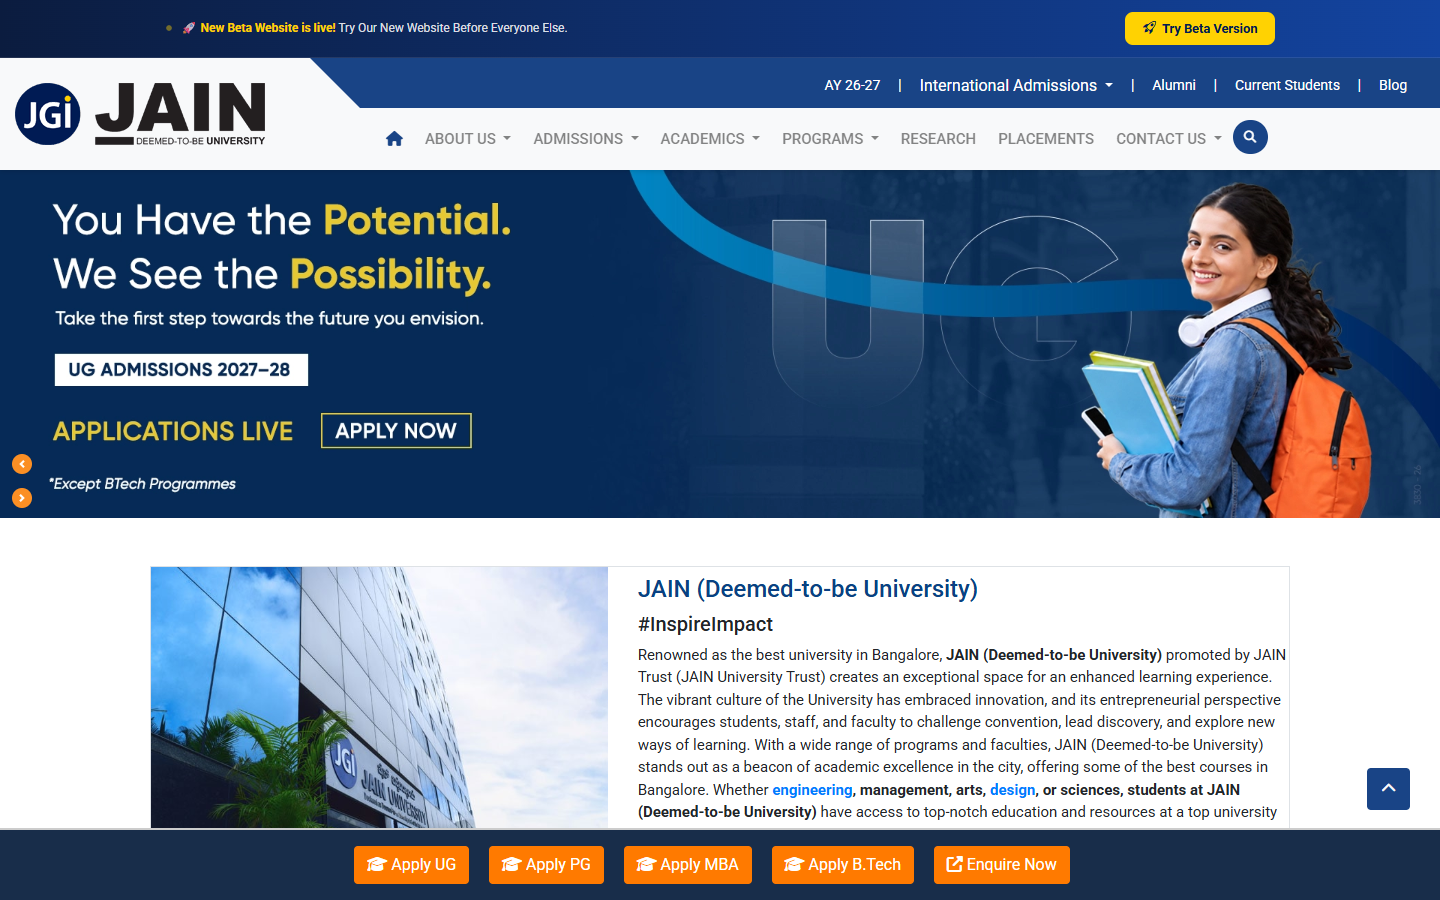 New Beta Website is live! Try Our New Website Before Everyone Else.
Try Beta Version
AY 26-27 | International Admissions | Alumni | Current Students | Blog
JGi JAIN
DEEMED-TO-BE UNIVERSITY
ABOUT US ADMISSIONS ACADEMICS PROGRAMS RESEARCH PLACEMENTS CONTACT US
You Have the Potential.
We See the Possibility.
Take the first step towards the future you envision.
UG ADMISSIONS 2027–28
APPLICATIONS LIVE APPLY NOW
*Except BTech Programmes
UG
JAIN (Deemed-to-be University)
#InspireImpact
Renowned as the best university in Bangalore, JAIN (Deemed-to-be University) promoted by JAIN
Trust (JAIN University Trust) creates an exceptional space for an enhanced learning experience.
The vibrant culture of the University has embraced innovation, and its entrepreneurial perspective
encourages students, staff, and faculty to challenge convention, lead discovery, and explore new
ways of learning. With a wide range of programs and faculties, JAIN (Deemed-to-be University)
stands out as a beacon of academic excellence in the city, offering some of the best courses in
Bangalore. Whether engineering, management, arts, design, or sciences, students at JAIN
(Deemed-to-be University) have access to top-notch education and resources at a top university
JGi
JAIN UNIVERSITY
Apply UG Apply PG Apply MBA Apply B.Tech Enquire Now